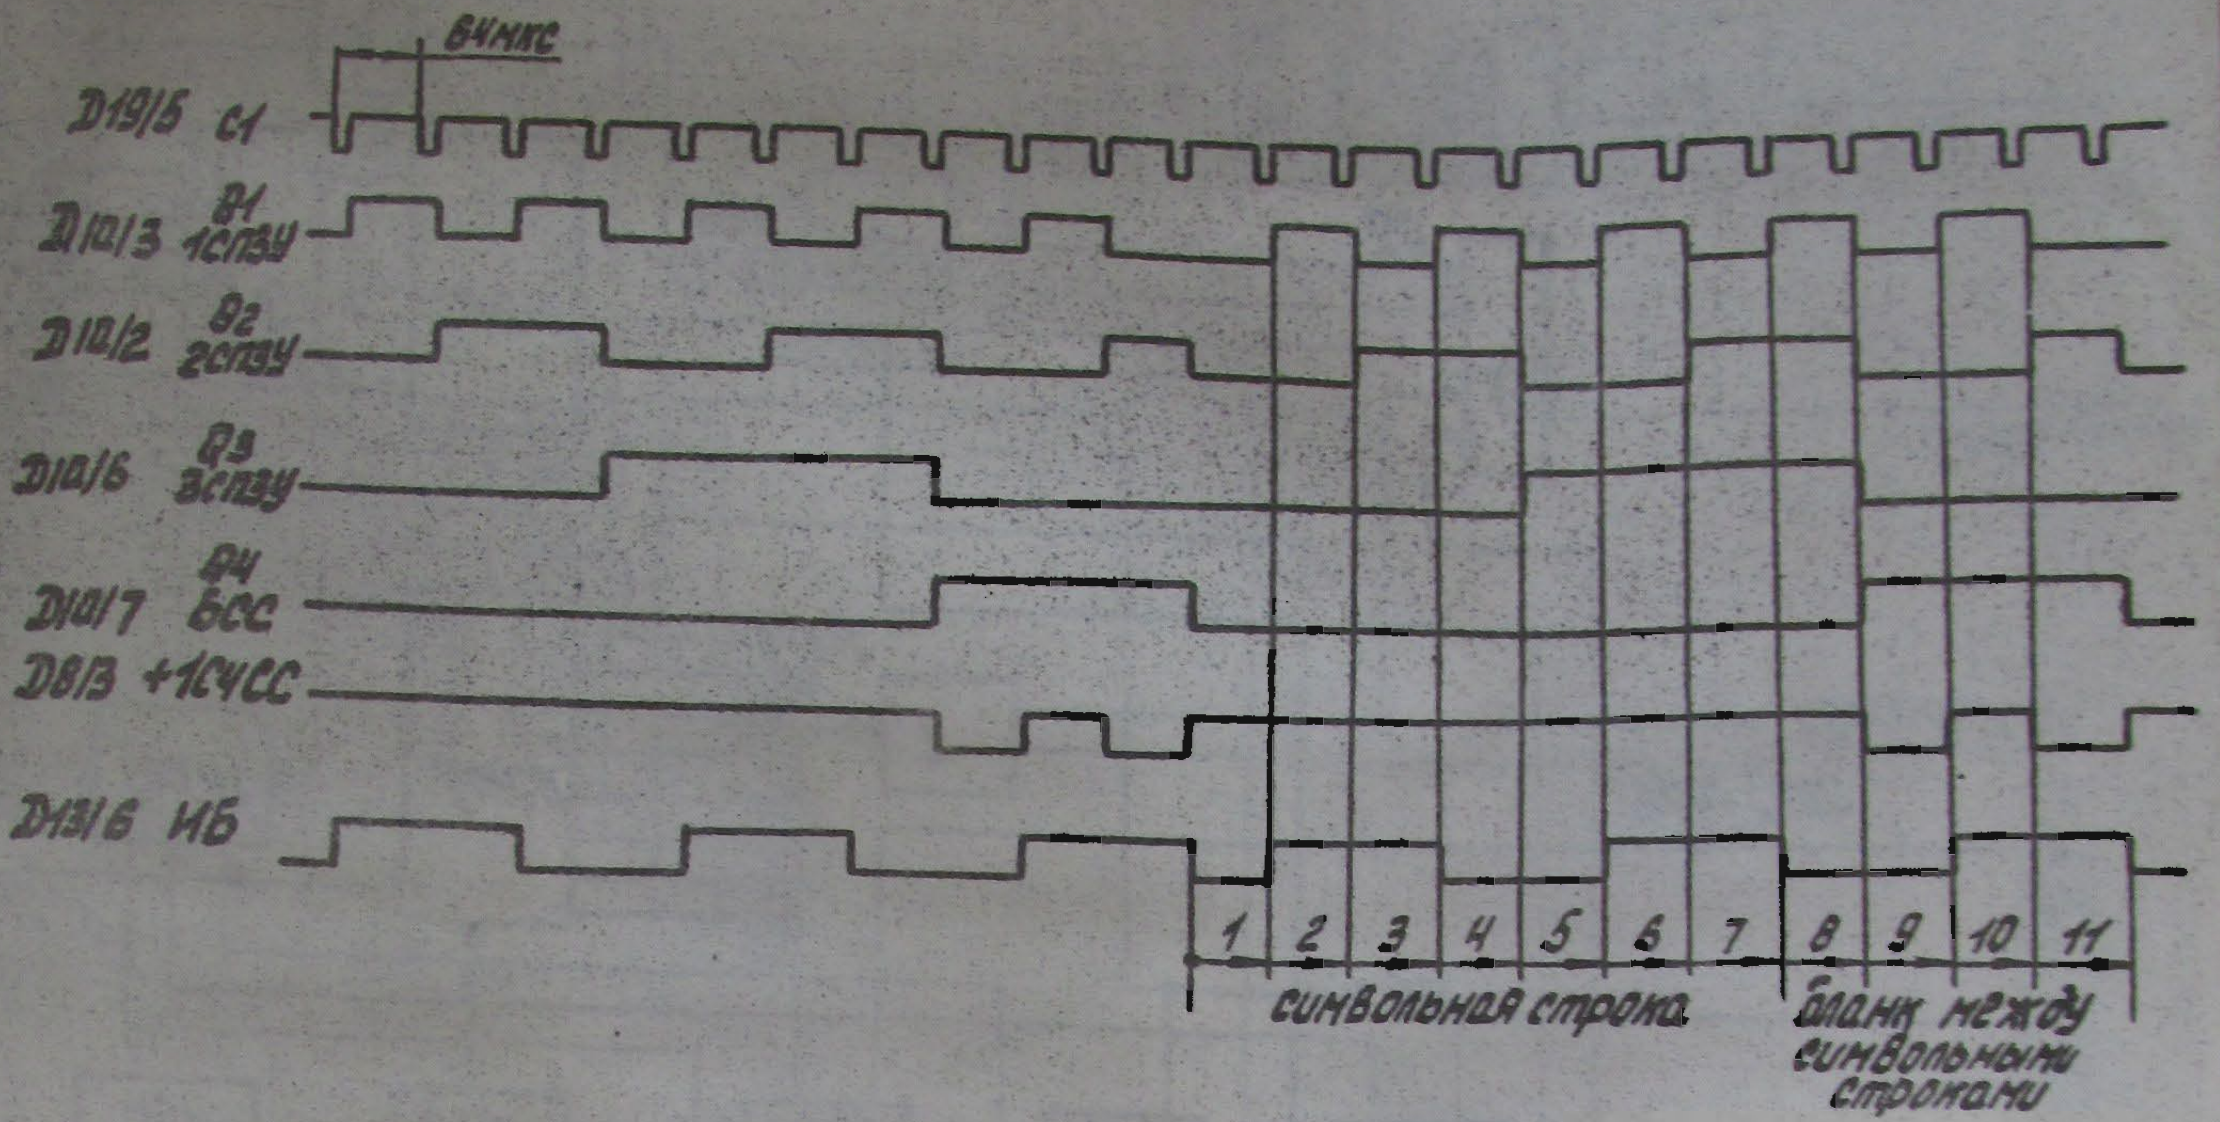 64мкс
D19/5 С1
D10/3 Q1
1СПЗУ
D10/2 Q2
2СПЗУ
D10/6 Q3
3СПЗУ
D10/7 Q4
БСС
D8/3 +1СЧСС
D13/6 ИБ
1 2 3 4 5 6 7 8 9 10 11
символьная строка
бланк между
символьными
строками